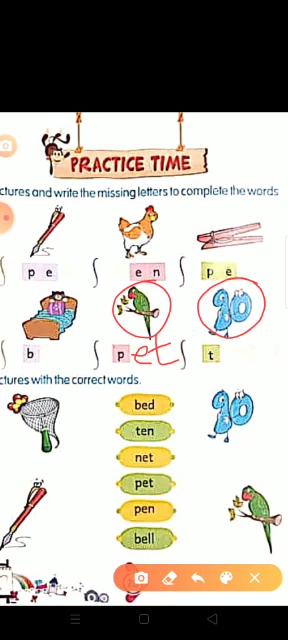 PRACTICE TIME
ctures and write the missing letters to complete the words
p e
e n
p e
b
p et
t
ctures with the correct words.
bed
ten
net
pet
pen
bell
10
10